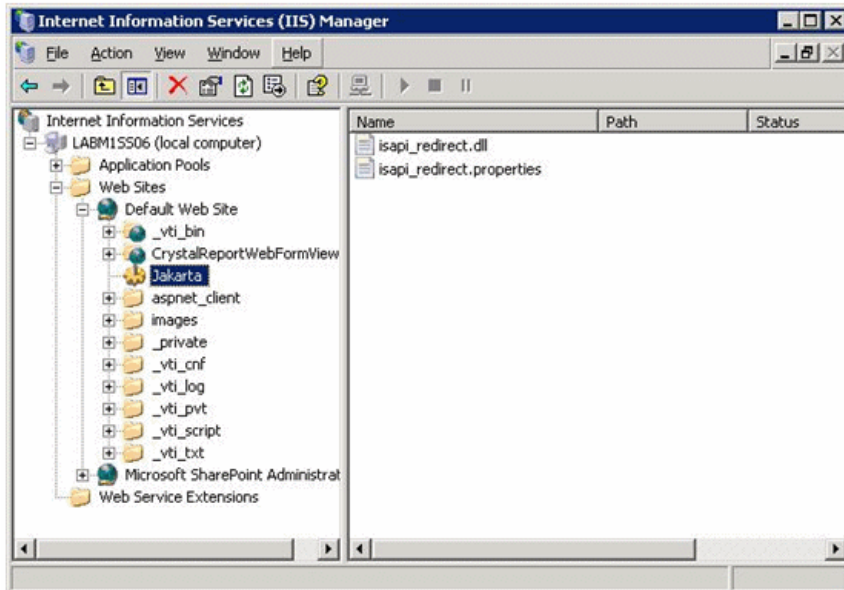 Internet Information Services (IIS) Manager
File Action View Window Help
Internet Information Services
LABM1SS06 (local computer)
Application Pools
Web Sites
Default Web Site
_vti_bin
CrystalReportWebFormView
Jakarta
aspnet_client
images
_private
_vti_cnf
_vti_log
_vti_pvt
_vti_script
_vti_txt
Microsoft SharePoint Administrat
Web Service Extensions
Name Path Status
isapi_redirect.dll
isapi_redirect.properties